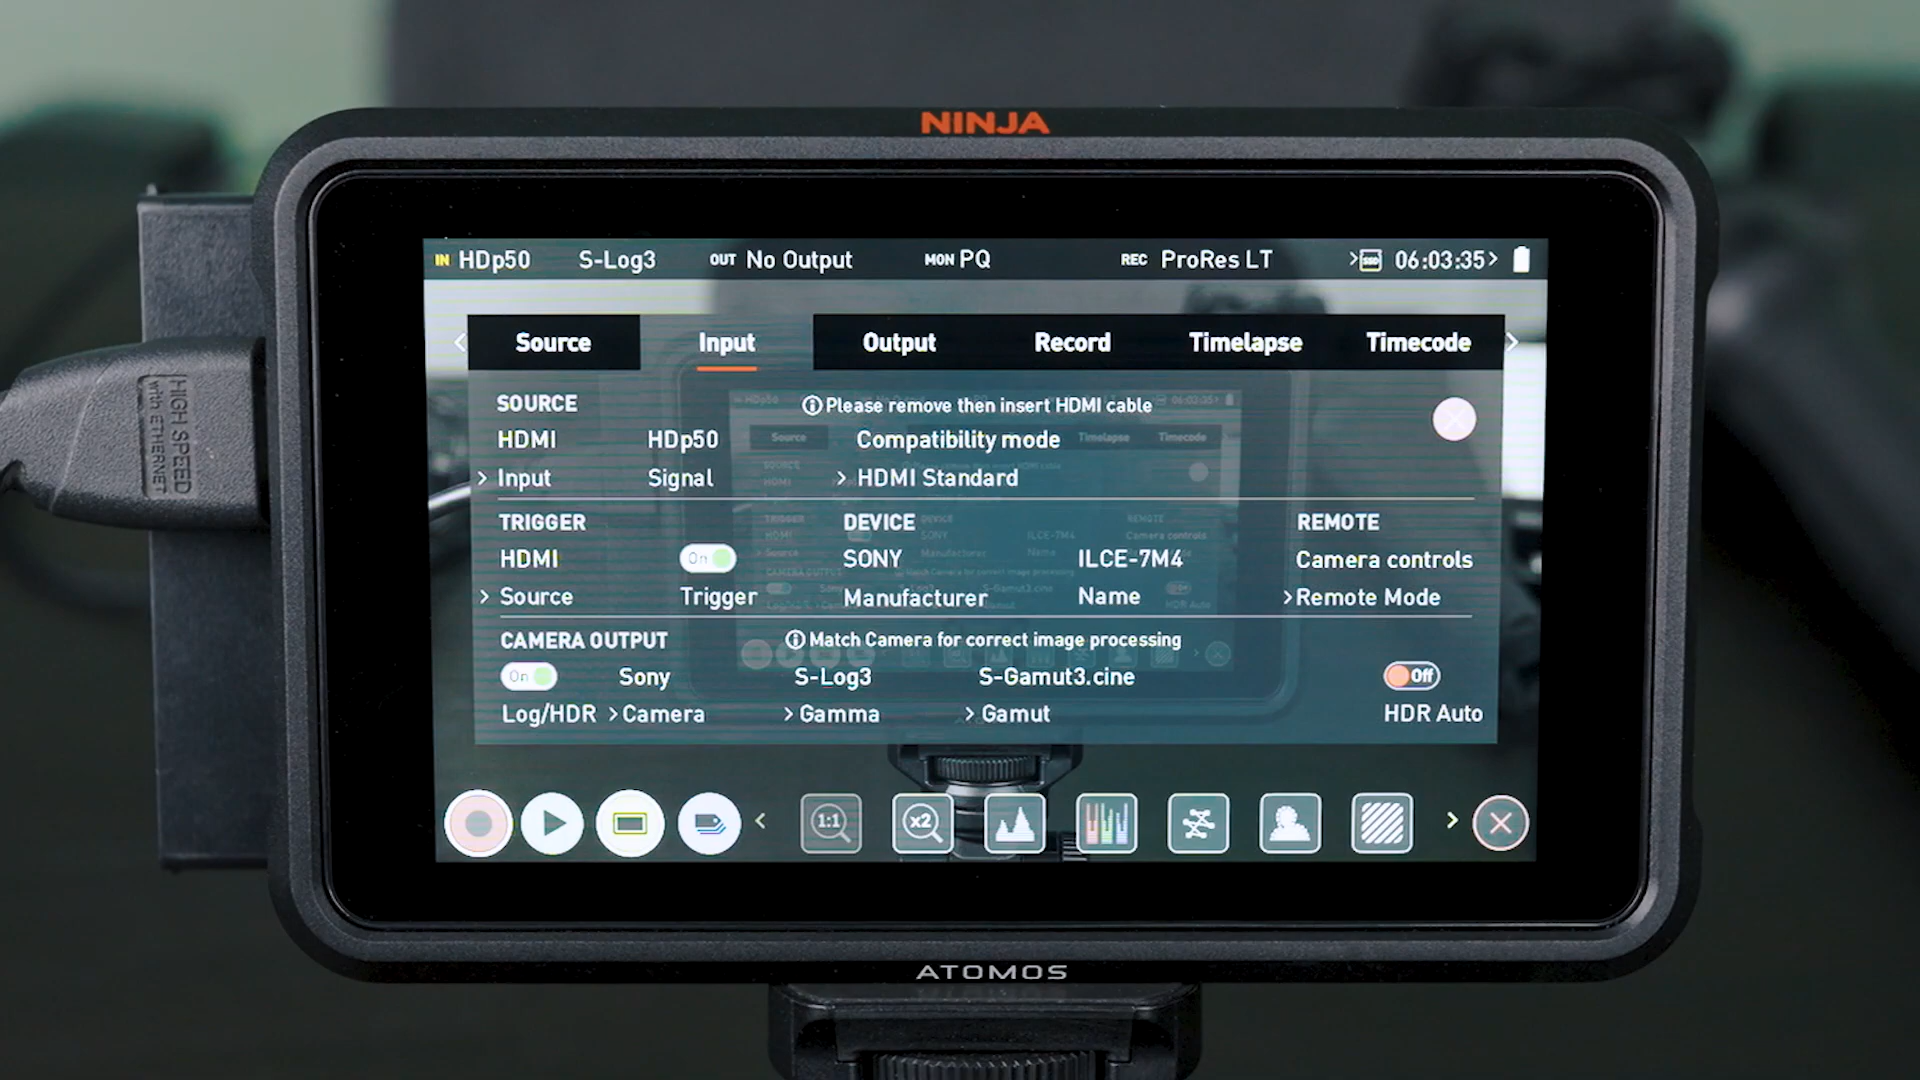 NINJA
IN HDp50 S-Log3 OUT No Output MON PQ REC ProRes LT SSD 06:03:35
Source Input Output Record Timelapse Timecode
SOURCE Please remove then insert HDMI cable
HDMI HDp50 Compatibility mode
> Input Signal > HDMI Standard
TRIGGER DEVICE REMOTE
HDMI On SONY ILCE-7M4 Camera controls
> Source Trigger Manufacturer Name > Remote Mode
CAMERA OUTPUT Match Camera for correct image processing
On Sony S-Log3 S-Gamut3.cine Off
Log/HDR > Camera > Gamma > Gamut HDR Auto
1:1 x2
ATOMOS
HIGH SPEED
with ETHERNET